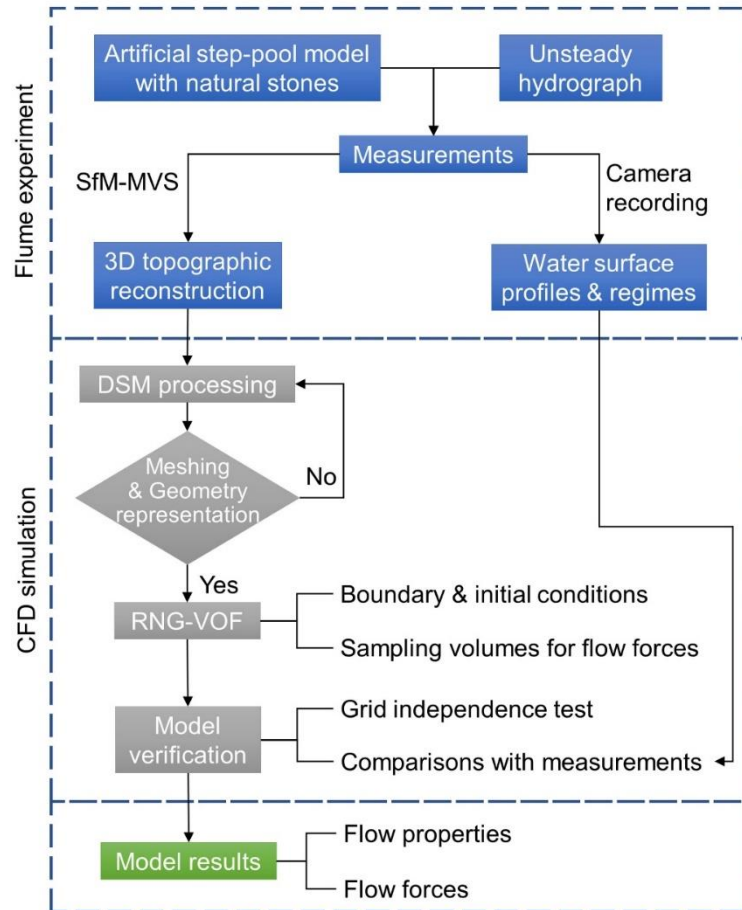 Flume experiment
Artificial step-pool model
with natural stones
Unsteady
hydrograph
Measurements
SfM-MVS
Camera
recording
3D topographic
reconstruction
Water surface
profiles & regimes
CFD simulation
DSM processing
Meshing
& Geometry
representation
No
Yes
RNG-VOF
Boundary & initial conditions
Sampling volumes for flow forces
Model
verification
Grid independence test
Comparisons with measurements
Model results
Flow properties
Flow forces